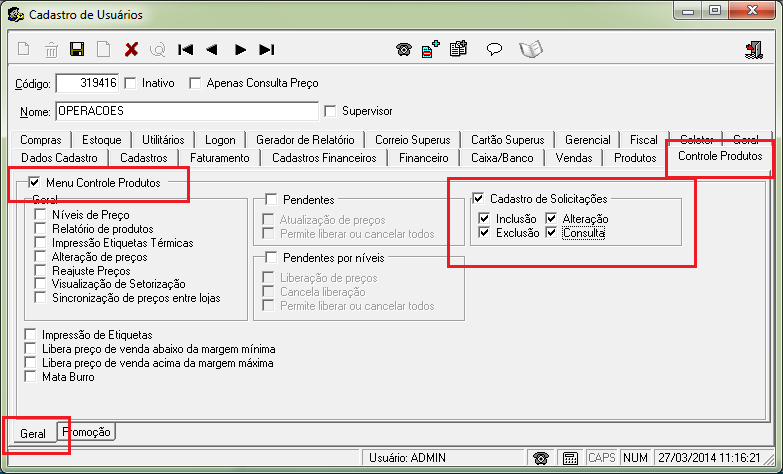 Cadastro de Usuários
Código: 319416 Inativo Apenas Consulta Preço
Nome: OPERACOES Supervisor
Compras Estoque Utilitários Logon Gerador de Relatório Correio Superus Cartão Superus Gerencial Fiscal Coletor Geral
Dados Cadastro Cadastros Faturamento Cadastros Financeiros Financeiro Caixa/Banco Vendas Produtos Controle Produtos
Menu Controle Produtos
Geral
Níveis de Preço
Relatório de produtos
Impressão Etiquetas Térmicas
Alteração de preços
Reajuste Preços
Visualização de Setorização
Sincronização de preços entre lojas
Pendentes
Atualização de preços
Permite liberar ou cancelar todos
Pendentes por níveis
Liberação de preços
Cancela liberação
Permite liberar ou cancelar todos
Cadastro de Solicitações
Inclusão Alteração
Exclusão Consulta
Impressão de Etiquetas
Libera preço de venda abaixo da margem mínima
Libera preço de venda acima da margem máxima
Mata Burro
Geral Promoção
Usuário: ADMIN CAPS NUM 27/03/2014 11:16:21